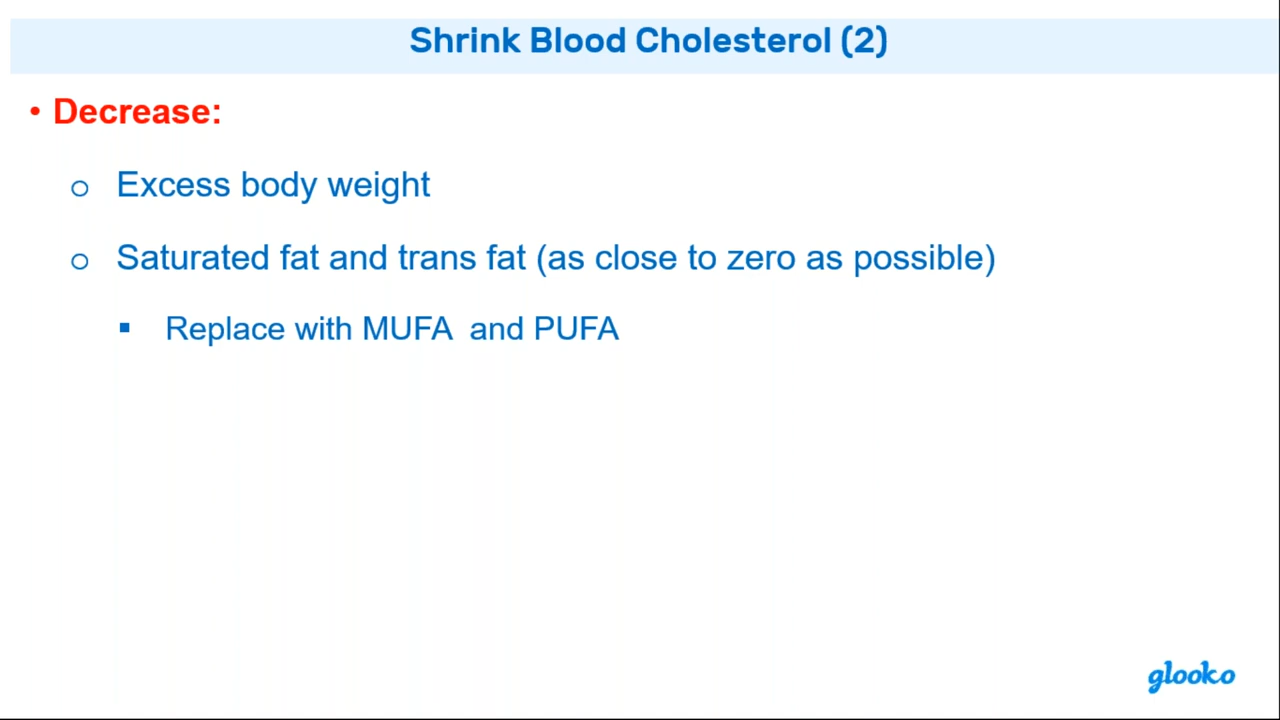 Shrink Blood Cholesterol (2)
• Decrease:
o Excess body weight
o Saturated fat and trans fat (as close to zero as possible)
▪ Replace with MUFA and PUFA
glooko